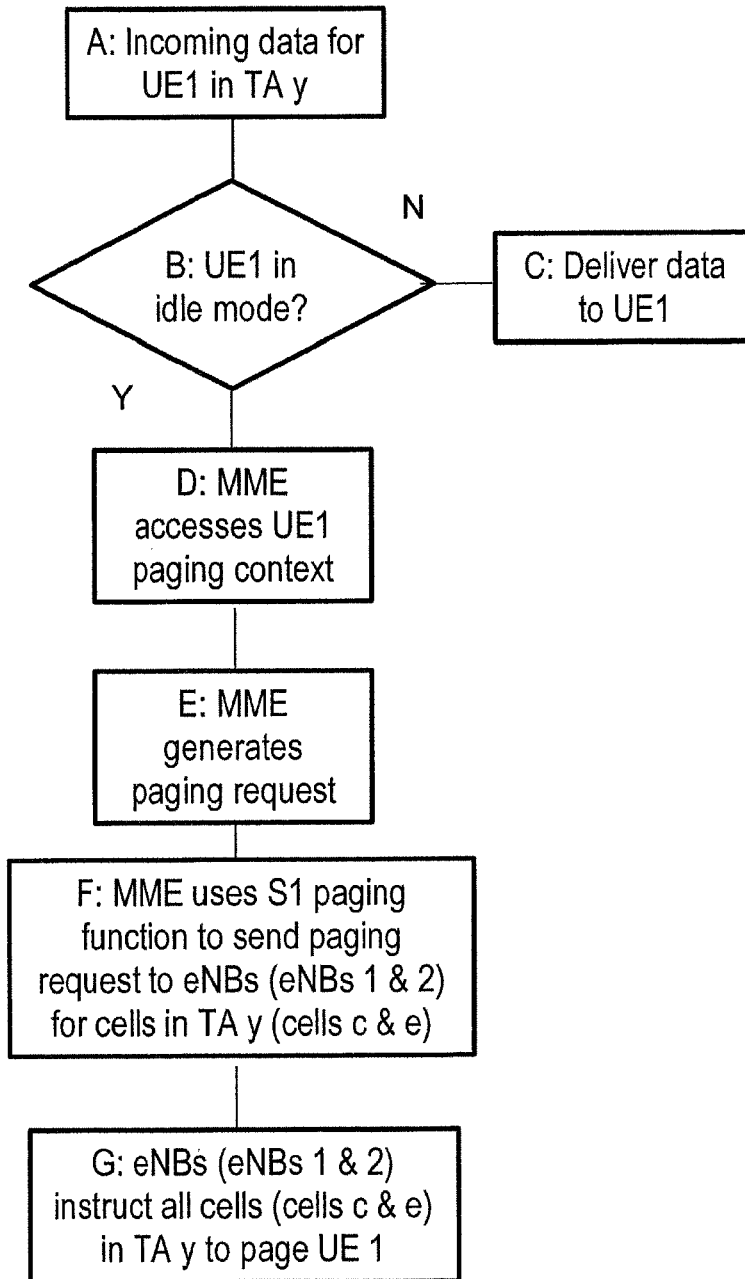 A: Incoming data for
UE1 in TA y
N
B: UE1 in
idle mode?
C: Deliver data
to UE1
Y
D: MME
accesses UE1
paging context
E: MME
generates
paging request
F: MME uses S1 paging
function to send paging
request to eNBs (eNBs 1 & 2)
for cells in TA y (cells c & e)
G: eNBs (eNBs 1 & 2)
instruct all cells (cells c & e)
in TA y to page UE 1